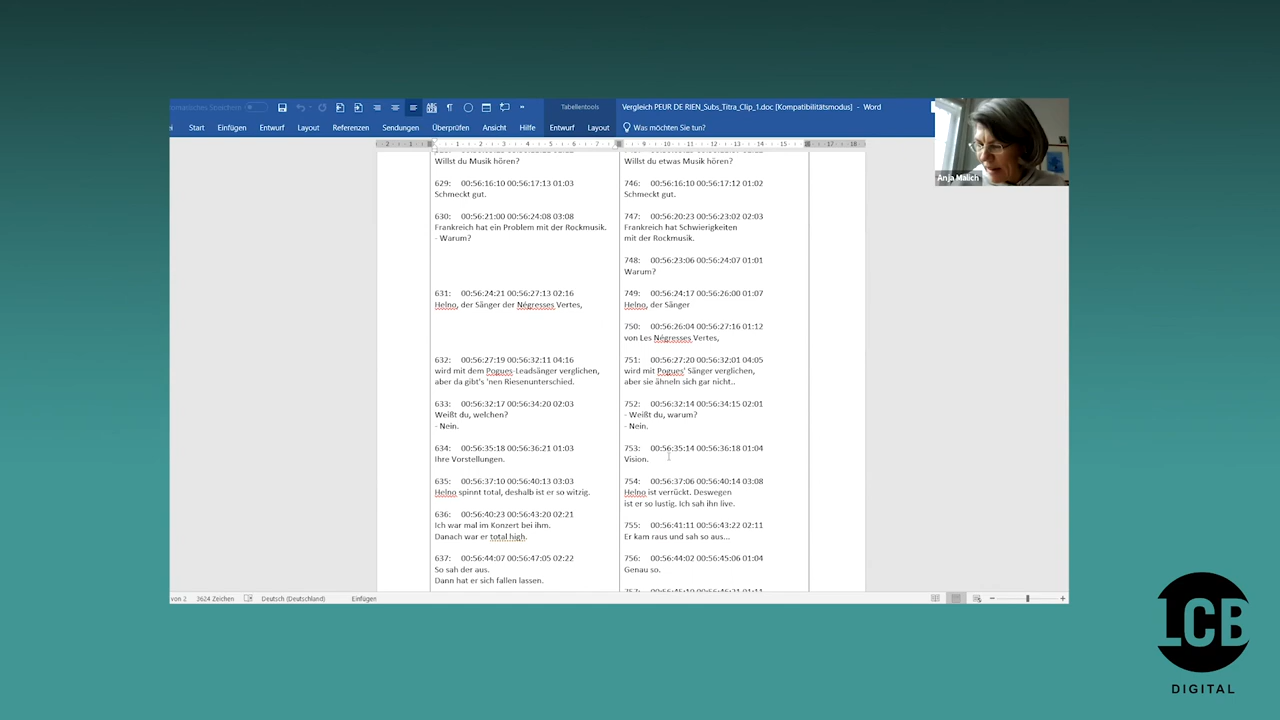 Tabellentools
Vergleich PEUR DE RIEN_Subs_Titra_Clip_1.doc [Kompatibilitätsmodus] - Word
Start Einfügen Entwurf Layout Referenzen Sendungen Überprüfen Ansicht Hilfe Entwurf Layout Was möchten Sie tun?
Anja Malich
Willst du Musik hören?
629: 00:56:16:10 00:56:17:13 01:03
Schmeckt gut.
630: 00:56:21:00 00:56:24:08 03:08
Frankreich hat ein Problem mit der Rockmusik.
- Warum?
631: 00:56:24:21 00:56:27:13 02:16
Helno, der Sänger der Négresses Vertes,
632: 00:56:27:19 00:56:32:11 04:16
wird mit dem Pogues-Leadsänger verglichen,
aber da gibt's 'nen Riesenunterschied.
633: 00:56:32:17 00:56:34:20 02:03
Weißt du, welchen?
- Nein.
634: 00:56:35:18 00:56:36:21 01:03
Ihre Vorstellungen.
635: 00:56:37:10 00:56:40:13 03:03
Helno spinnt total, deshalb ist er so witzig.
636: 00:56:40:23 00:56:43:20 02:21
Ich war mal im Konzert bei ihm.
Danach war er total high.
637: 00:56:44:07 00:56:47:05 02:22
So sah der aus.
Dann hat er sich fallen lassen.
Willst du etwas Musik hören?
746: 00:56:16:10 00:56:17:12 01:02
Schmeckt gut.
747: 00:56:20:23 00:56:23:02 02:03
Frankreich hat Schwierigkeiten
mit der Rockmusik.
748: 00:56:23:06 00:56:24:07 01:01
Warum?
749: 00:56:24:17 00:56:26:00 01:07
Helno, der Sänger
750: 00:56:26:04 00:56:27:16 01:12
von Les Négresses Vertes,
751: 00:56:27:20 00:56:32:01 04:05
wird mit Pogues' Sänger verglichen,
aber sie ähneln sich gar nicht..
752: 00:56:32:14 00:56:34:15 02:01
- Weißt du, warum?
- Nein.
753: 00:56:35:14 00:56:36:18 01:04
Vision.
754: 00:56:37:06 00:56:40:14 03:08
Helno ist verrückt. Deswegen
ist er so lustig. Ich sah ihn live.
755: 00:56:41:11 00:56:43:22 02:11
Er kam raus und sah so aus...
756: 00:56:44:02 00:56:45:06 01:04
Genau so.
von 2 3624 Zeichen Deutsch (Deutschland) Einfügen
LCB
DIGITAL